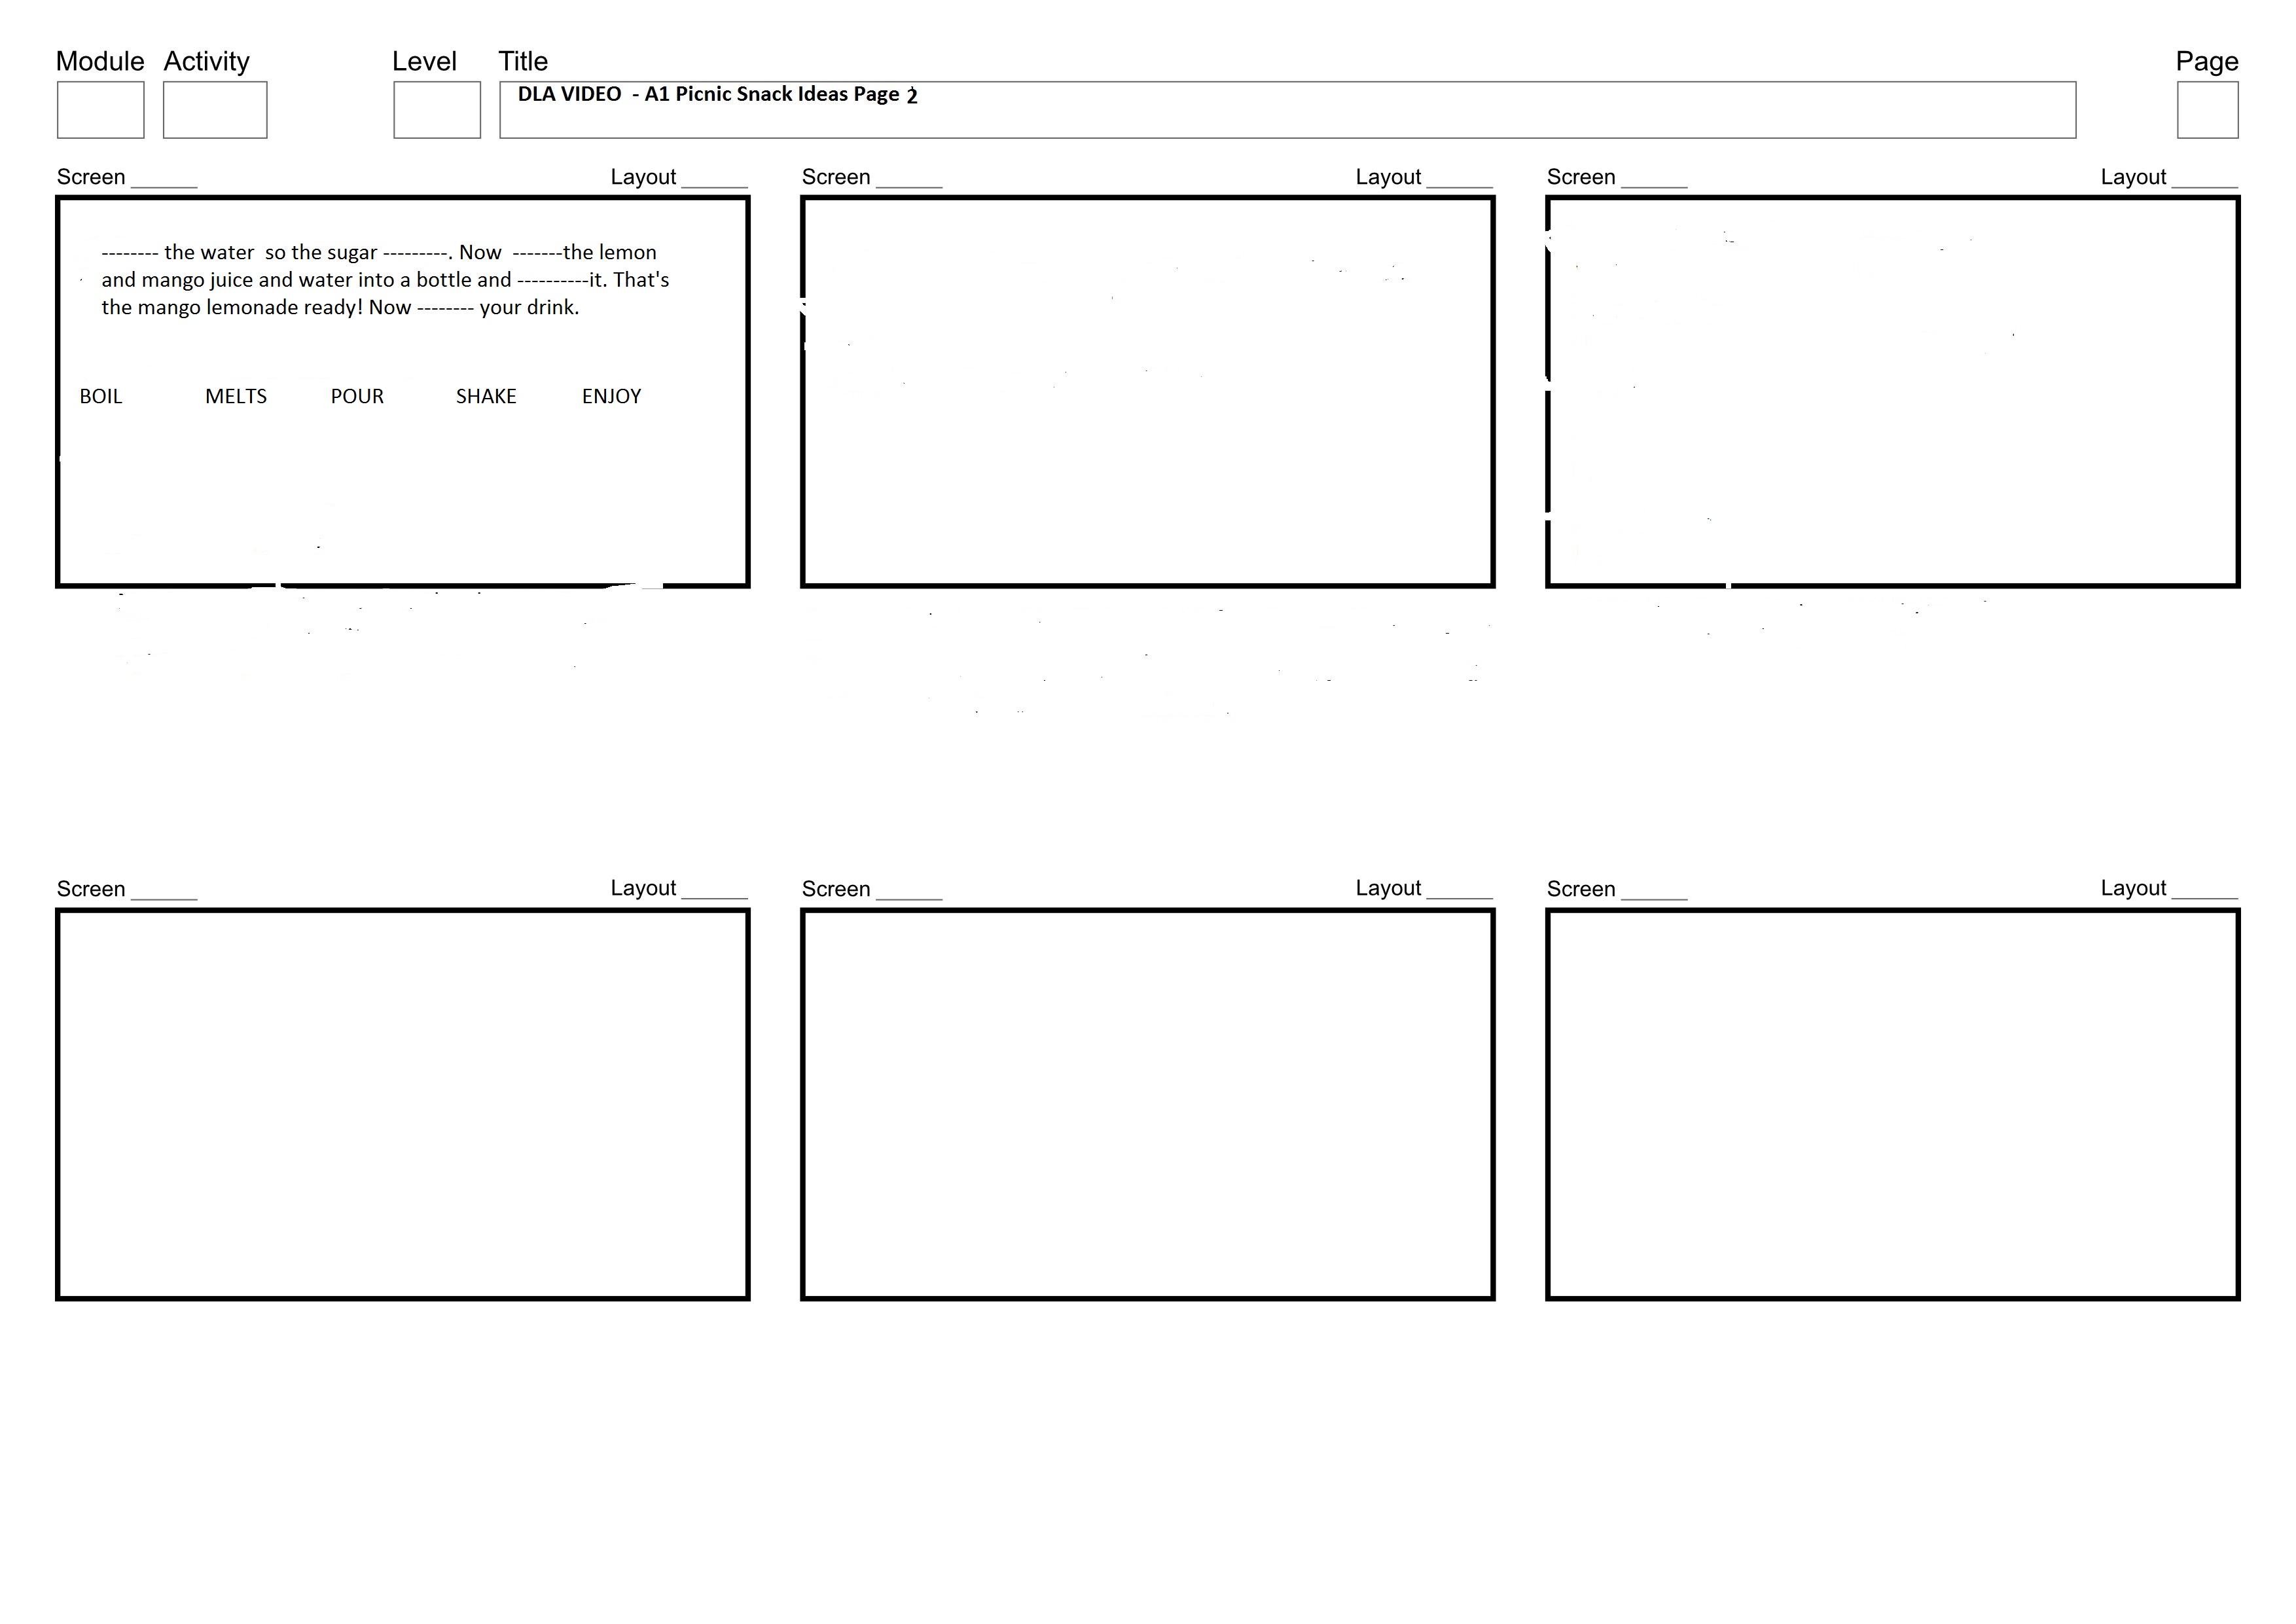 Module Activity Level Title Page
DLA VIDEO  - A1 Picnic Snack Ideas Page 2
Screen ______ Layout ______ Screen ______ Layout ______ Screen ______ Layout ______
-------- the water  so the sugar ---------. Now  -------the lemon
and mango juice and water into a bottle and ----------it. That's
the mango lemonade ready! Now -------- your drink.
BOIL MELTS POUR SHAKE ENJOY
Screen ______ Layout ______ Screen ______ Layout ______ Screen ______ Layout ______